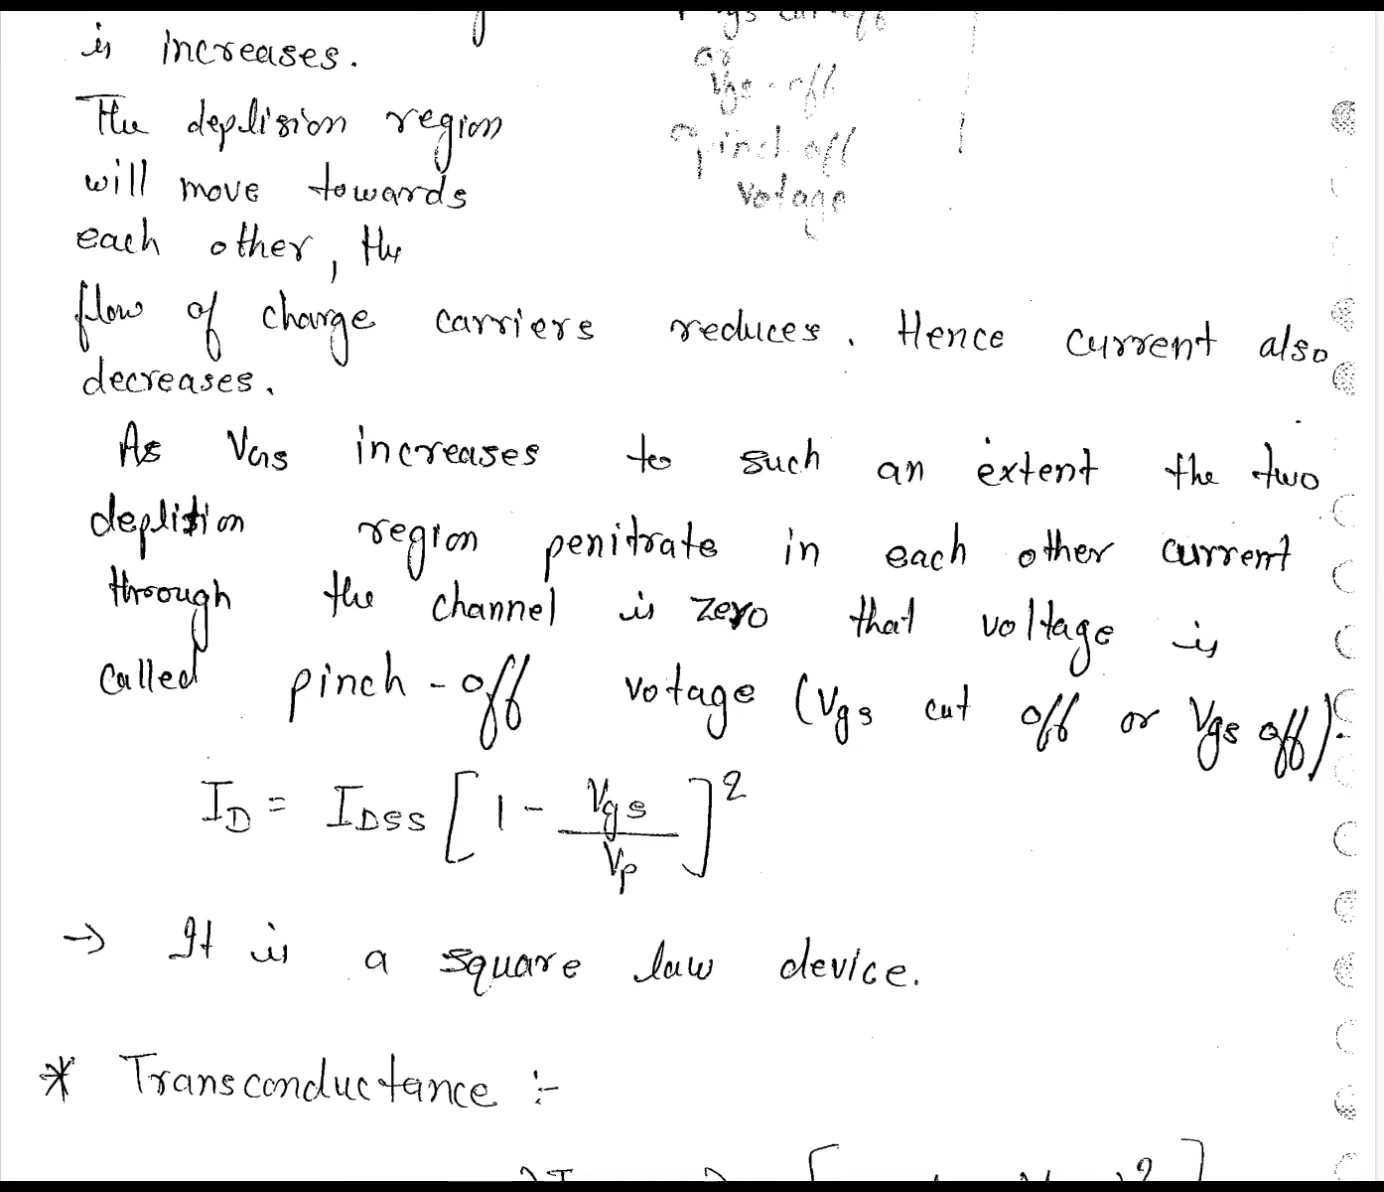 is increases.
The deplision region
will move towards
each other, the
flow of charge carriers reduces. Hence current also
decreases.
or
Vgs-off
pinch off
Votage
As VGS increases to such an extent the two
deplition region penitrate in each other current
through the channel is zero that voltage is
called pinch-off votage (Vgs cut off or Vgs off).
ID = IDSS [1 - Vgs/Vp]²
→ It is a square law device.
* Transconductance :-